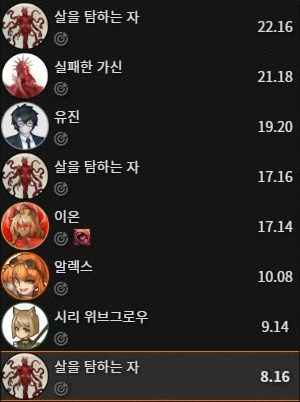 살을 탐하는 자
22.16
실패한 가신
21.18
유진
19.20
살을 탐하는 자
17.16
이온
17.14
알렉스
10.08
시리 위브그로우
9.14
살을 탐하는 자
8.16